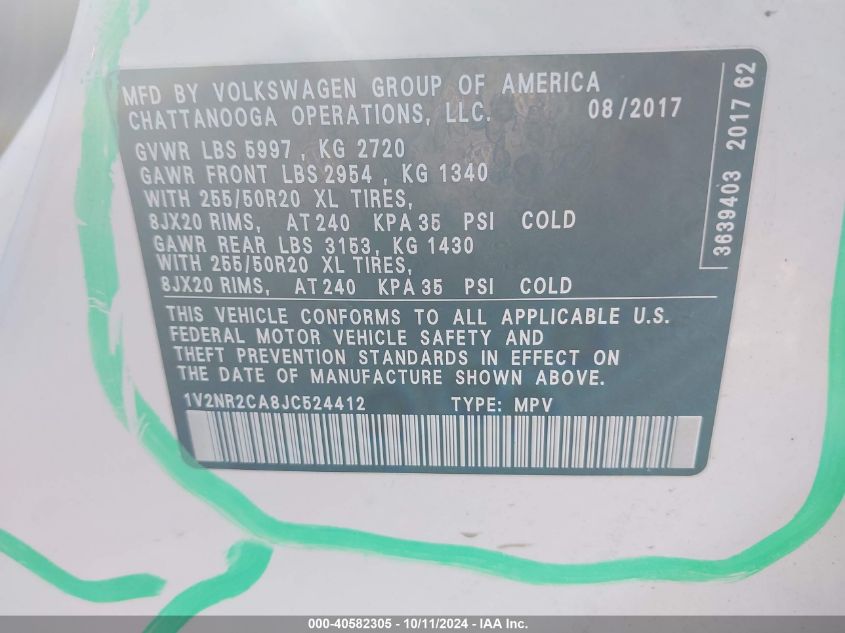 MFD BY VOLKSWAGEN GROUP OF AMERICA
CHATTANOOGA OPERATIONS, LLC. 08/2017
GVWR LBS 5997 , KG 2720
GAWR FRONT LBS 2954 , KG 1340
WITH 255/50R20 XL TIRES,
8JX20 RIMS, AT 240 KPA 35 PSI COLD
GAWR REAR LBS 3153, KG 1430
WITH 255/50R20 XL TIRES,
8JX20 RIMS, AT 240 KPA 35 PSI COLD
THIS VEHICLE CONFORMS TO ALL APPLICABLE U.S.
FEDERAL MOTOR VEHICLE SAFETY AND
THEFT PREVENTION STANDARDS IN EFFECT ON
THE DATE OF MANUFACTURE SHOWN ABOVE.
1V2NR2CA8JC524412 TYPE: MPV
3639403 2017 62
000-40582305 - 10/11/2024 - IAA Inc.